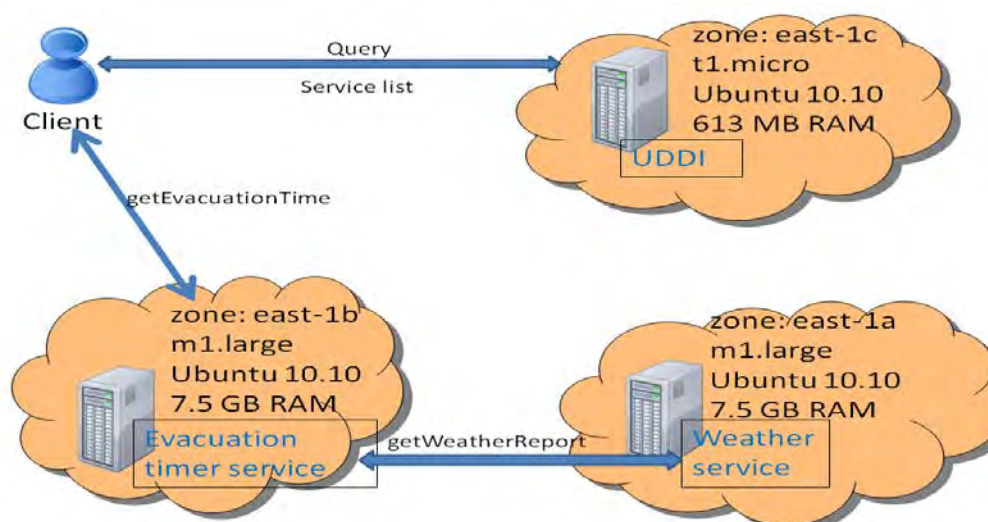 Query
Service list
Client
zone: east-1c
t1.micro
Ubuntu 10.10
613 MB RAM
UDDI
getEvacuationTime
zone: east-1b
m1.large
Ubuntu 10.10
7.5 GB RAM
Evacuation
timer service
getWeatherReport
zone: east-1a
m1.large
Ubuntu 10.10
7.5 GB RAM
Weather
service